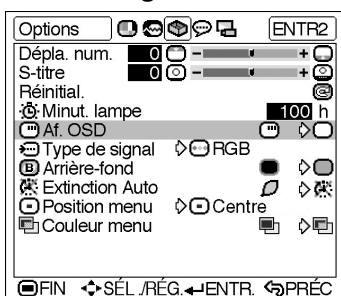 Options ENTR2
Dépla. num. 0 - +
S-titre 0 - +
Réinitial.
Minut. lampe 100 h
Af. OSD
Type de signal RGB
B Arrière-fond
Extinction Auto
Position menu Centre
Couleur menu
FIN SÉL./RÉG. ENTR. PRÉC